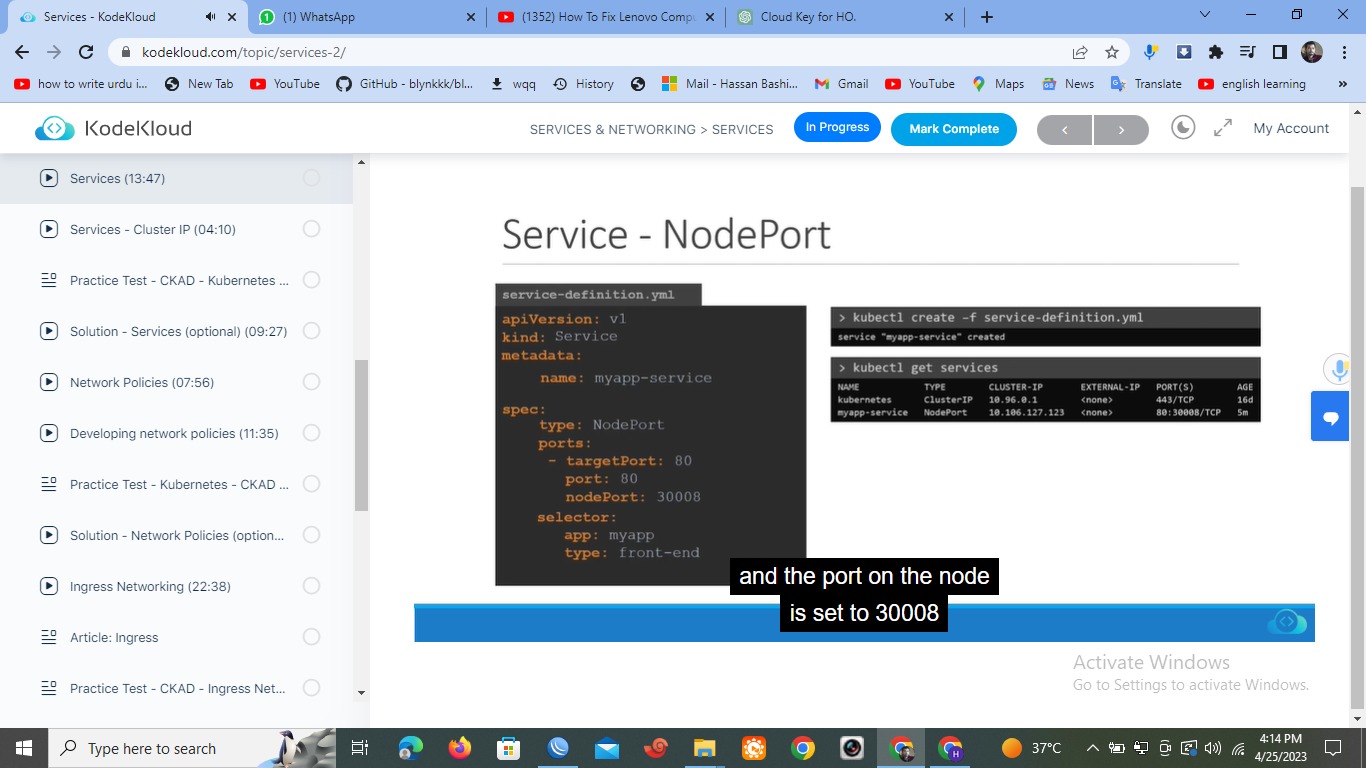 Services - KodeKloud
(1) WhatsApp
(1352) How To Fix Lenovo Compu
Cloud Key for HO.
kodekloud.com/topic/services-2/
how to write urdu i...
New Tab
YouTube
GitHub - blynkkk/bl...
wqq
History
Mail - Hassan Bashi...
Gmail
YouTube
Maps
News
Translate
english learning
»
KodeKloud
SERVICES & NETWORKING > SERVICES
In Progress
Mark Complete
My Account
Services (13:47)
Services - Cluster IP (04:10)
Practice Test - CKAD - Kubernetes ...
Solution - Services (optional) (09:27)
Network Policies (07:56)
Developing network policies (11:35)
Practice Test - Kubernetes - CKAD ...
Solution - Network Policies (option...
Ingress Networking (22:38)
Article: Ingress
Practice Test - CKAD - Ingress Net...
Service - NodePort
service-definition.yml
apiVersion: v1
kind: Service
metadata:
name: myapp-service
spec:
type: NodePort
ports:
- targetPort: 80
port: 80
nodePort: 30008
selector:
app: myapp
type: front-end
> kubectl create -f service-definition.yml
service "myapp-service" created
> kubectl get services
NAME TYPE CLUSTER-IP EXTERNAL-IP PORT(S) AGE
kubernetes ClusterIP 10.96.0.1 <none> 443/TCP 16d
myapp-service NodePort 10.106.127.123 <none> 80:30008/TCP 5m
and the port on the node
is set to 30008
Activate Windows
Go to Settings to activate Windows.
Type here to search
37°C
4:14 PM
4/25/2023